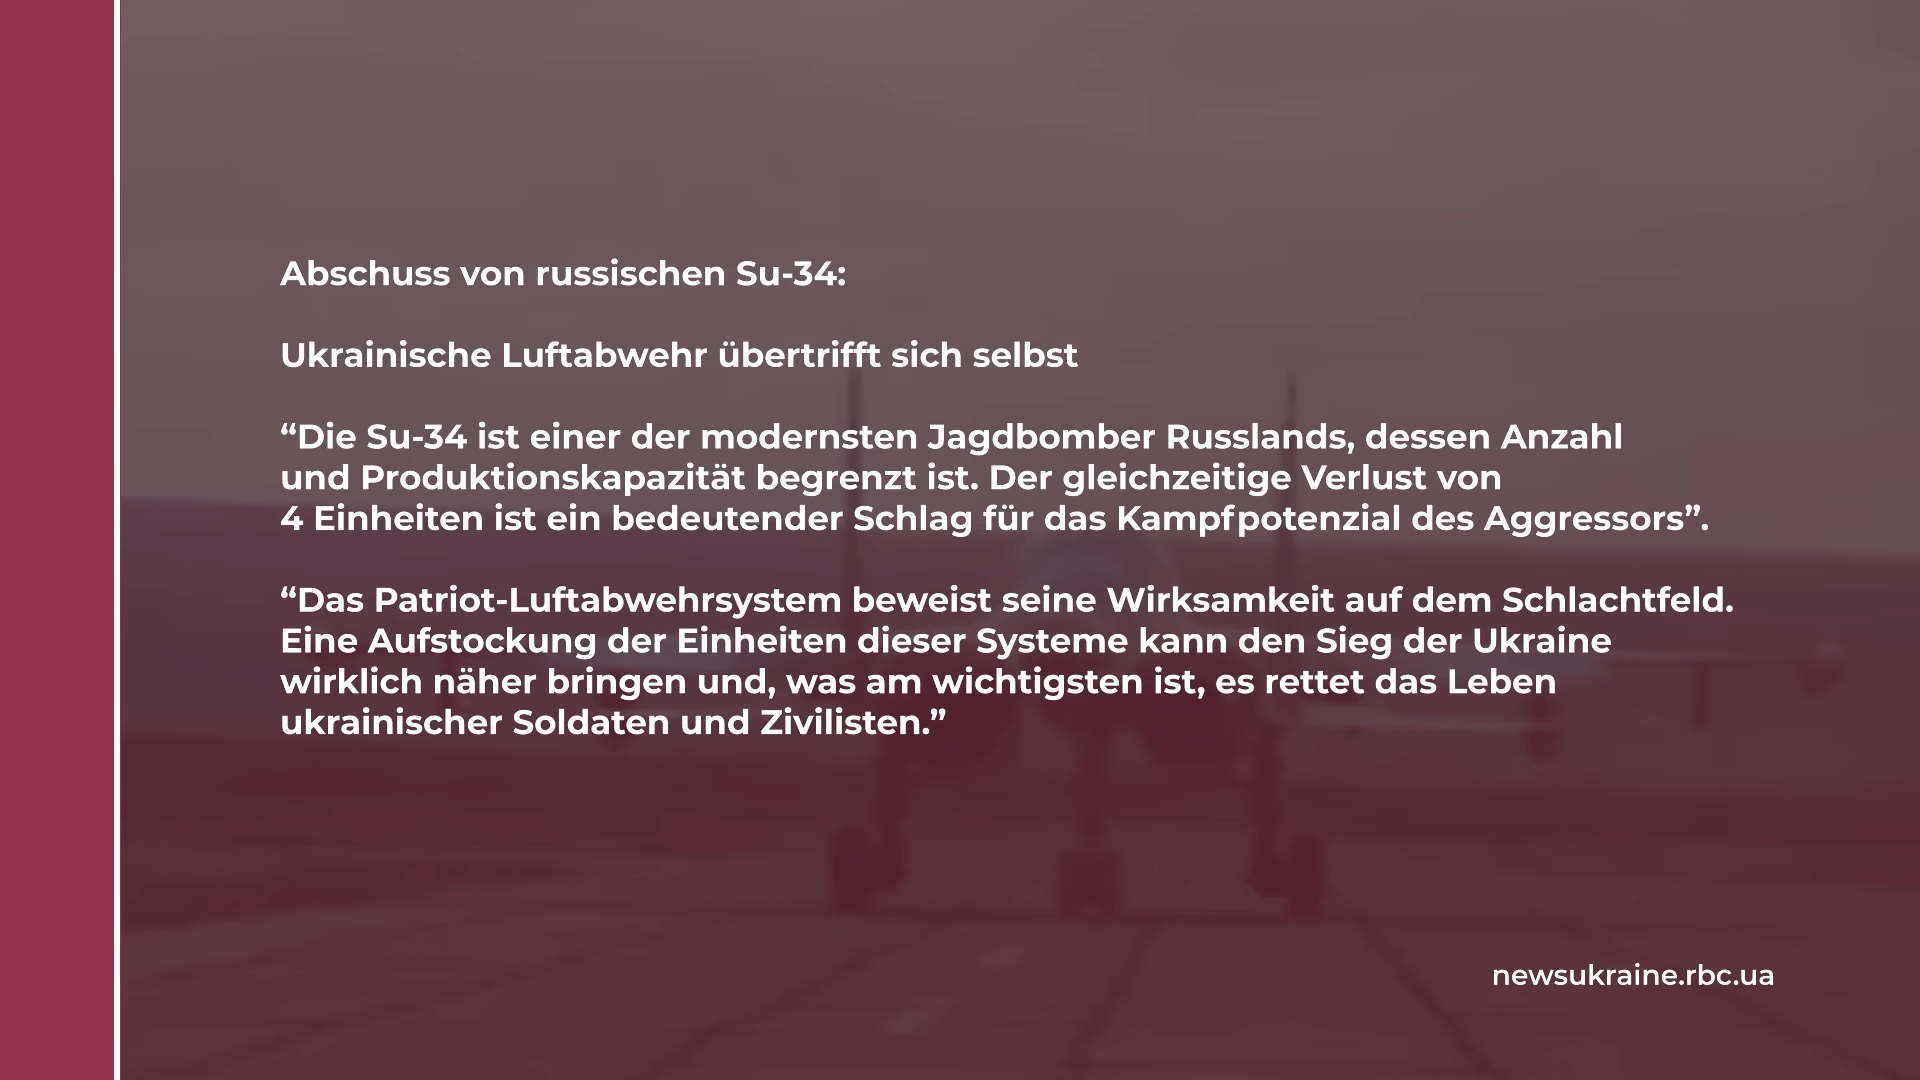 Abschuss von russischen Su-34:
Ukrainische Luftabwehr übertrifft sich selbst
“Die Su-34 ist einer der modernsten Jagdbomber Russlands, dessen Anzahl
und Produktionskapazität begrenzt ist. Der gleichzeitige Verlust von
4 Einheiten ist ein bedeutender Schlag für das Kampfpotenzial des Aggressors”.
“Das Patriot-Luftabwehrsystem beweist seine Wirksamkeit auf dem Schlachtfeld.
Eine Aufstockung der Einheiten dieser Systeme kann den Sieg der Ukraine
wirklich näher bringen und, was am wichtigsten ist, es rettet das Leben
ukrainischer Soldaten und Zivilisten.”
newsukraine.rbc.ua